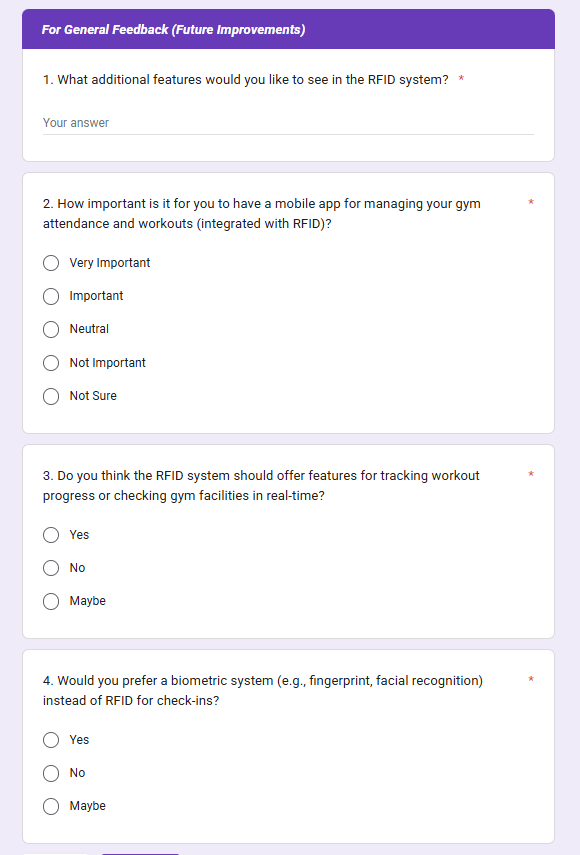 For General Feedback (Future Improvements)
1. What additional features would you like to see in the RFID system? *
Your answer
2. How important is it for you to have a mobile app for managing your gym *
attendance and workouts (integrated with RFID)?
Very Important
Important
Neutral
Not Important
Not Sure
3. Do you think the RFID system should offer features for tracking workout *
progress or checking gym facilities in real-time?
Yes
No
Maybe
4. Would you prefer a biometric system (e.g., fingerprint, facial recognition) *
instead of RFID for check-ins?
Yes
No
Maybe